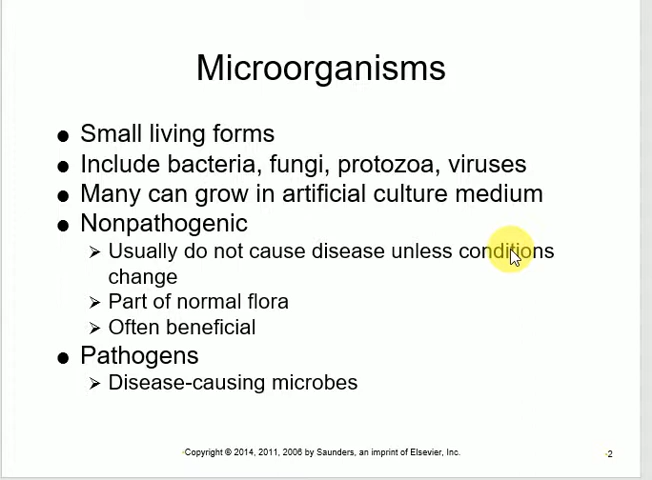 Microorganisms
● Small living forms
● Include bacteria, fungi, protozoa, viruses
● Many can grow in artificial culture medium
● Nonpathogenic
➢ Usually do not cause disease unless conditions
change
➢ Part of normal flora
➢ Often beneficial
● Pathogens
➢ Disease-causing microbes
•Copyright © 2014, 2011, 2006 by Saunders, an imprint of Elsevier, Inc.
•2